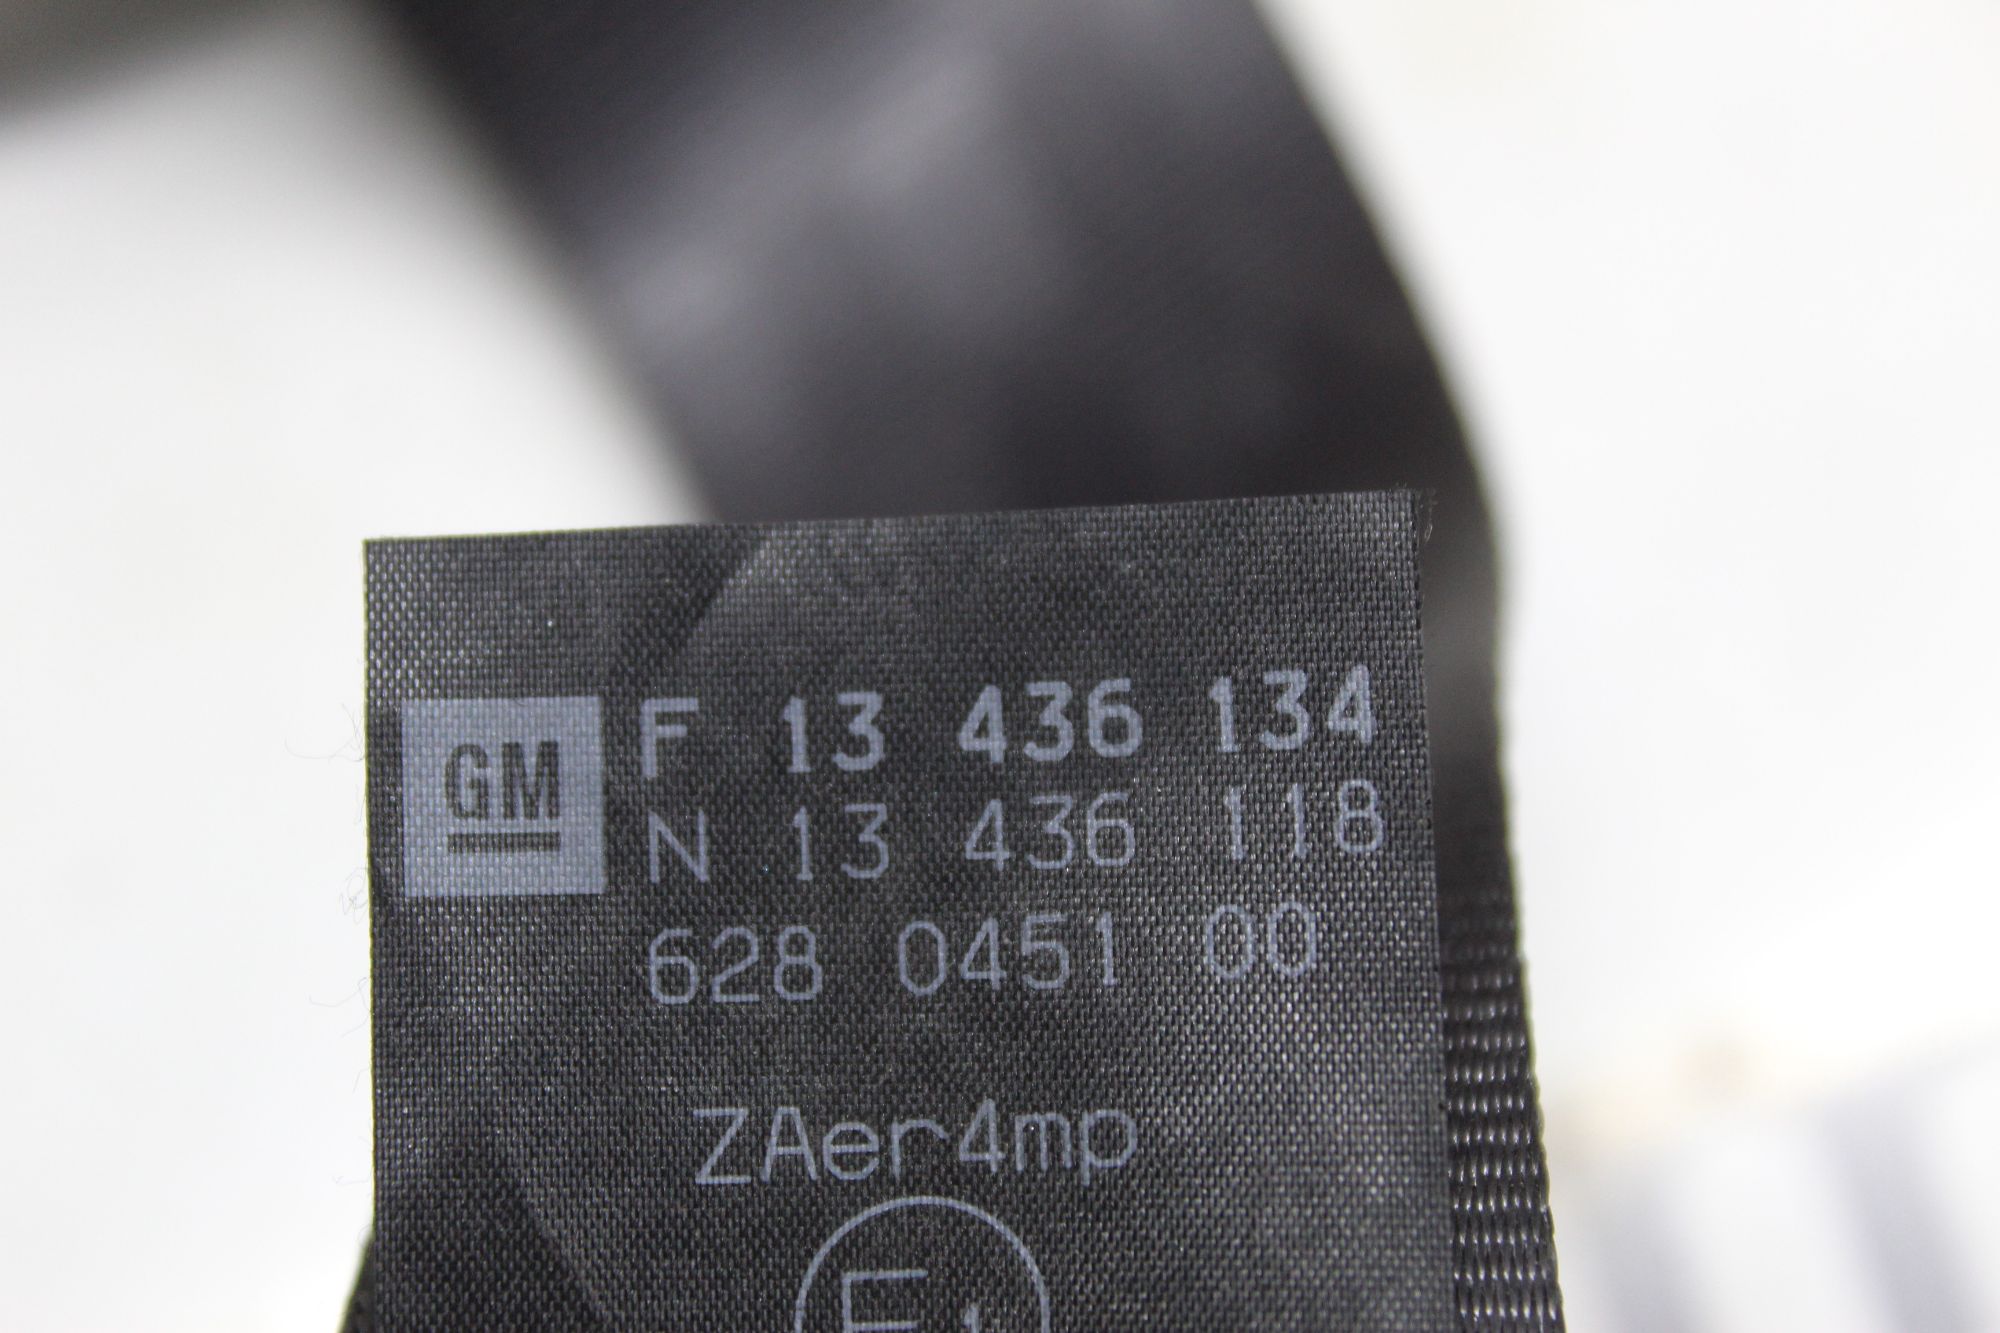 GM F 13 436 134
N 13 436 118
628 0451 00
ZAer4mp
E